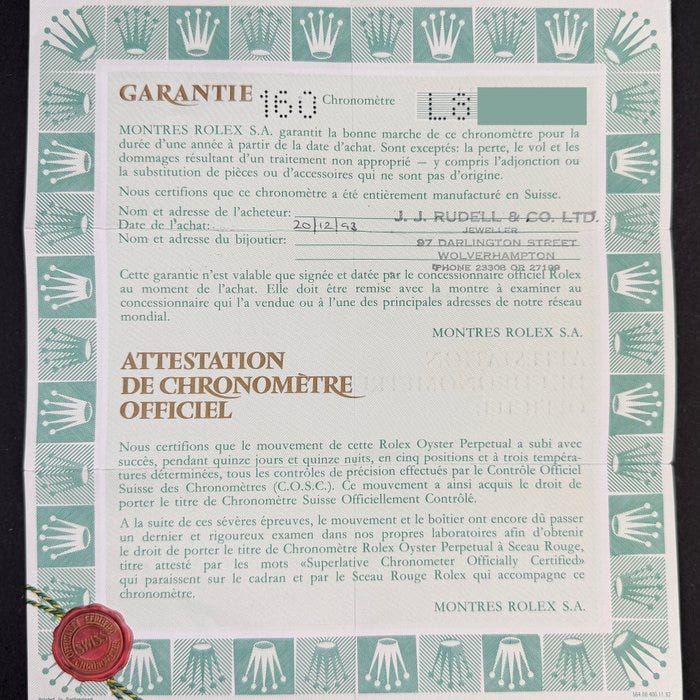 GARANTIE 160 Chronomètre L8
MONTRES ROLEX S.A. garantit la bonne marche de ce chronomètre pour la
durée d'une année à partir de la date d'achat. Sont exceptés: la perte, le vol et les
dommages résultant d'un traitement non approprié – y compris l'adjonction ou
la substitution de pièces ou d'accessoires qui ne sont pas d'origine.
Nous certifions que ce chronomètre a été entièrement manufacturé en Suisse.
Nom et adresse de l'acheteur:
J. J. RUDELL & CO. LTD.
Date de l'achat: 20/12/93
JEWELLER
Nom et adresse du bijoutier:
97 DARLINGTON STREET
WOLVERHAMPTON
PHONE 23308 OR 27199
Cette garantie n'est valable que signée et datée par le concessionnaire officiel Rolex
au moment de l'achat. Elle doit être remise avec la montre à examiner au
concessionnaire qui l'a vendue ou à l'une des principales adresses de notre réseau
mondial.
MONTRES ROLEX S.A.
ATTESTATION
DE CHRONOMÈTRE
OFFICIEL
Nous certifions que le mouvement de cette Rolex Oyster Perpetual a subi avec
succès, pendant quinze jours et quinze nuits, en cinq positions et à trois tempéra-
tures déterminées, tous les contrôles de précision effectués par le Contrôle Officiel
Suisse des Chronomètres (C.O.S.C.). Ce mouvement a ainsi acquis le droit de
porter le titre de Chronomètre Suisse Officiellement Contrôlé.
A la suite de ces sévères épreuves, le mouvement et le boîtier ont encore dû passer
un dernier et rigoureux examen dans nos propres laboratoires afin d'obtenir
le droit de porter le titre de Chronomètre Rolex Oyster Perpetual à Sceau Rouge,
titre attesté par les mots «Superlative Chronometer Officially Certified»
qui paraissent sur le cadran et par le Sceau Rouge Rolex qui accompagne ce
chronomètre.
MONTRES ROLEX S.A.
SWISS
Printed in Switzerland
564.00.400.11.92